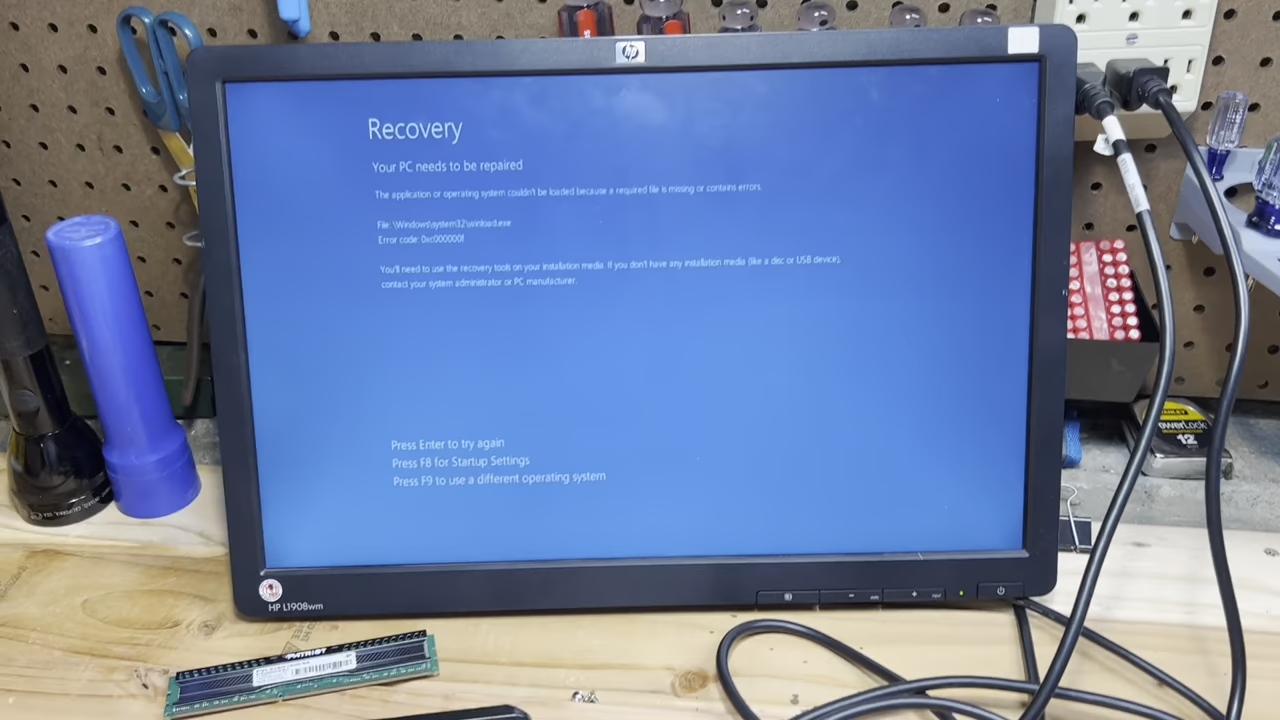 hp
Recovery
Your PC needs to be repaired
The application or operating system couldn't be loaded because a required file is missing or contains errors.
File: \Windows\system32\winload.exe
Error code: 0xc000000f
You'll need to use the recovery tools on your installation media. If you don't have any installation media (like a disc or USB device),
contact your system administrator or PC manufacturer.
Press Enter to try again
Press F8 for Startup Settings
Press F9 to use a different operating system
HP L1908wm
PATRIOT
STANLEY
PowerLock
12